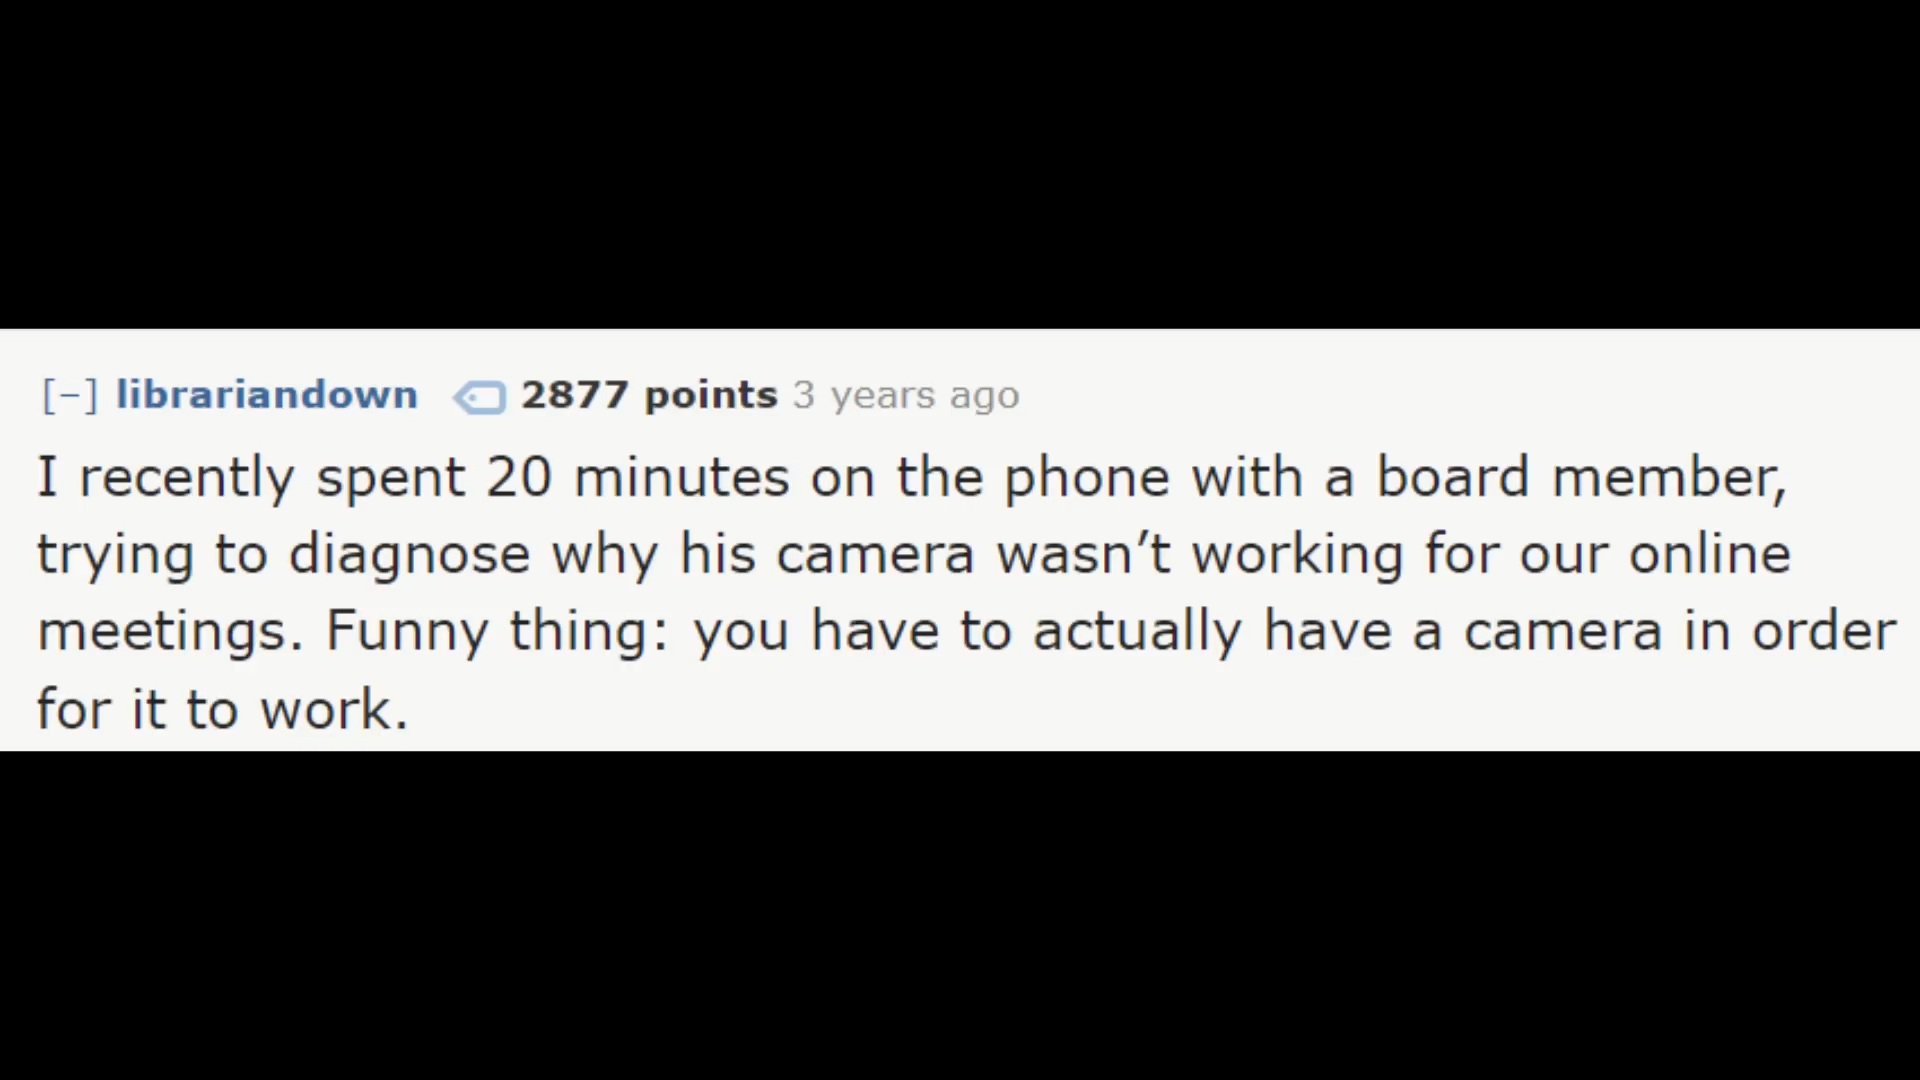 [−] librariandown 2877 points 3 years ago
I recently spent 20 minutes on the phone with a board member,
trying to diagnose why his camera wasn’t working for our online
meetings. Funny thing: you have to actually have a camera in order
for it to work.